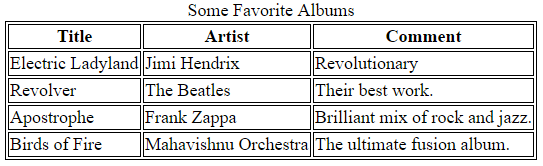 Some Favorite Albums
Title Artist Comment
Electric Ladyland Jimi Hendrix Revolutionary
Revolver The Beatles Their best work.
Apostrophe Frank Zappa Brilliant mix of rock and jazz.
Birds of Fire Mahavishnu Orchestra The ultimate fusion album.